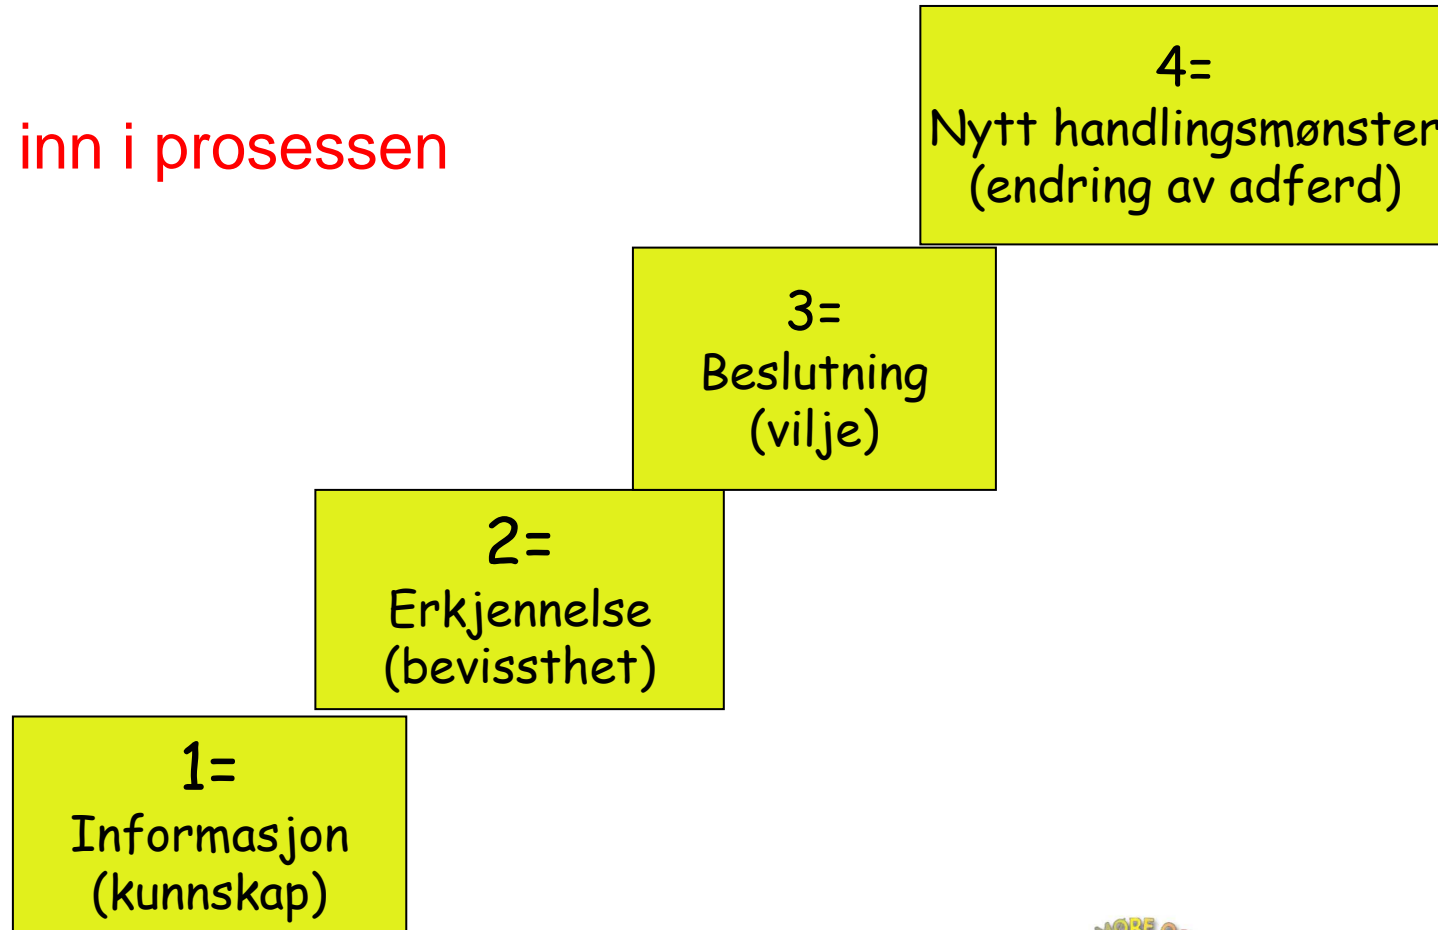 inn i prosessen
4=
Nytt handlingsmønster
(endring av adferd)
3=
Beslutning
(vilje)
2=
Erkjennelse
(bevissthet)
1=
Informasjon
(kunnskap)